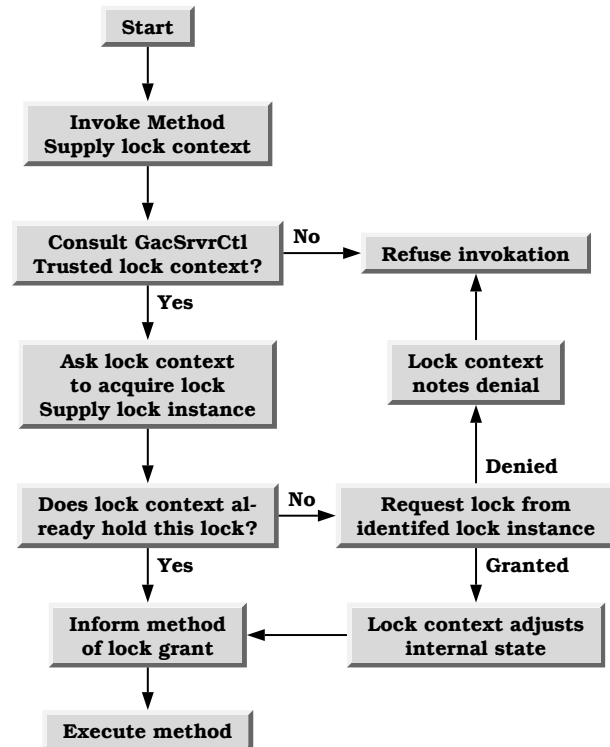 Start
Invoke Method
Supply lock context
Consult GacSrvrCtl
Trusted lock context?
No
Refuse invokation
Yes
Ask lock context
to acquire lock
Supply lock instance
Lock context
notes denial
Denied
Does lock context al-
ready hold this lock?
No
Request lock from
identifed lock instance
Yes
Granted
Inform method
of lock grant
Lock context adjusts
internal state
Execute method